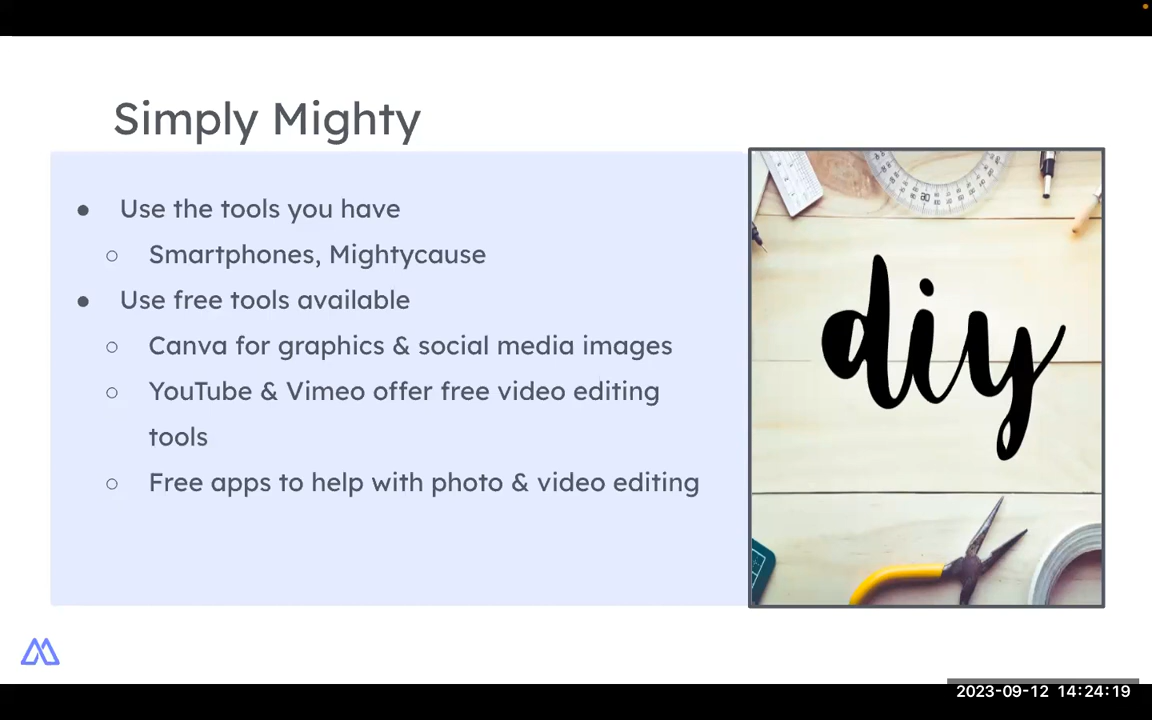 Simply Mighty
● Use the tools you have
○ Smartphones, Mightycause
● Use free tools available
○ Canva for graphics & social media images
○ YouTube & Vimeo offer free video editing
tools
○ Free apps to help with photo & video editing
80
diy
2023-09-12 14:24:19